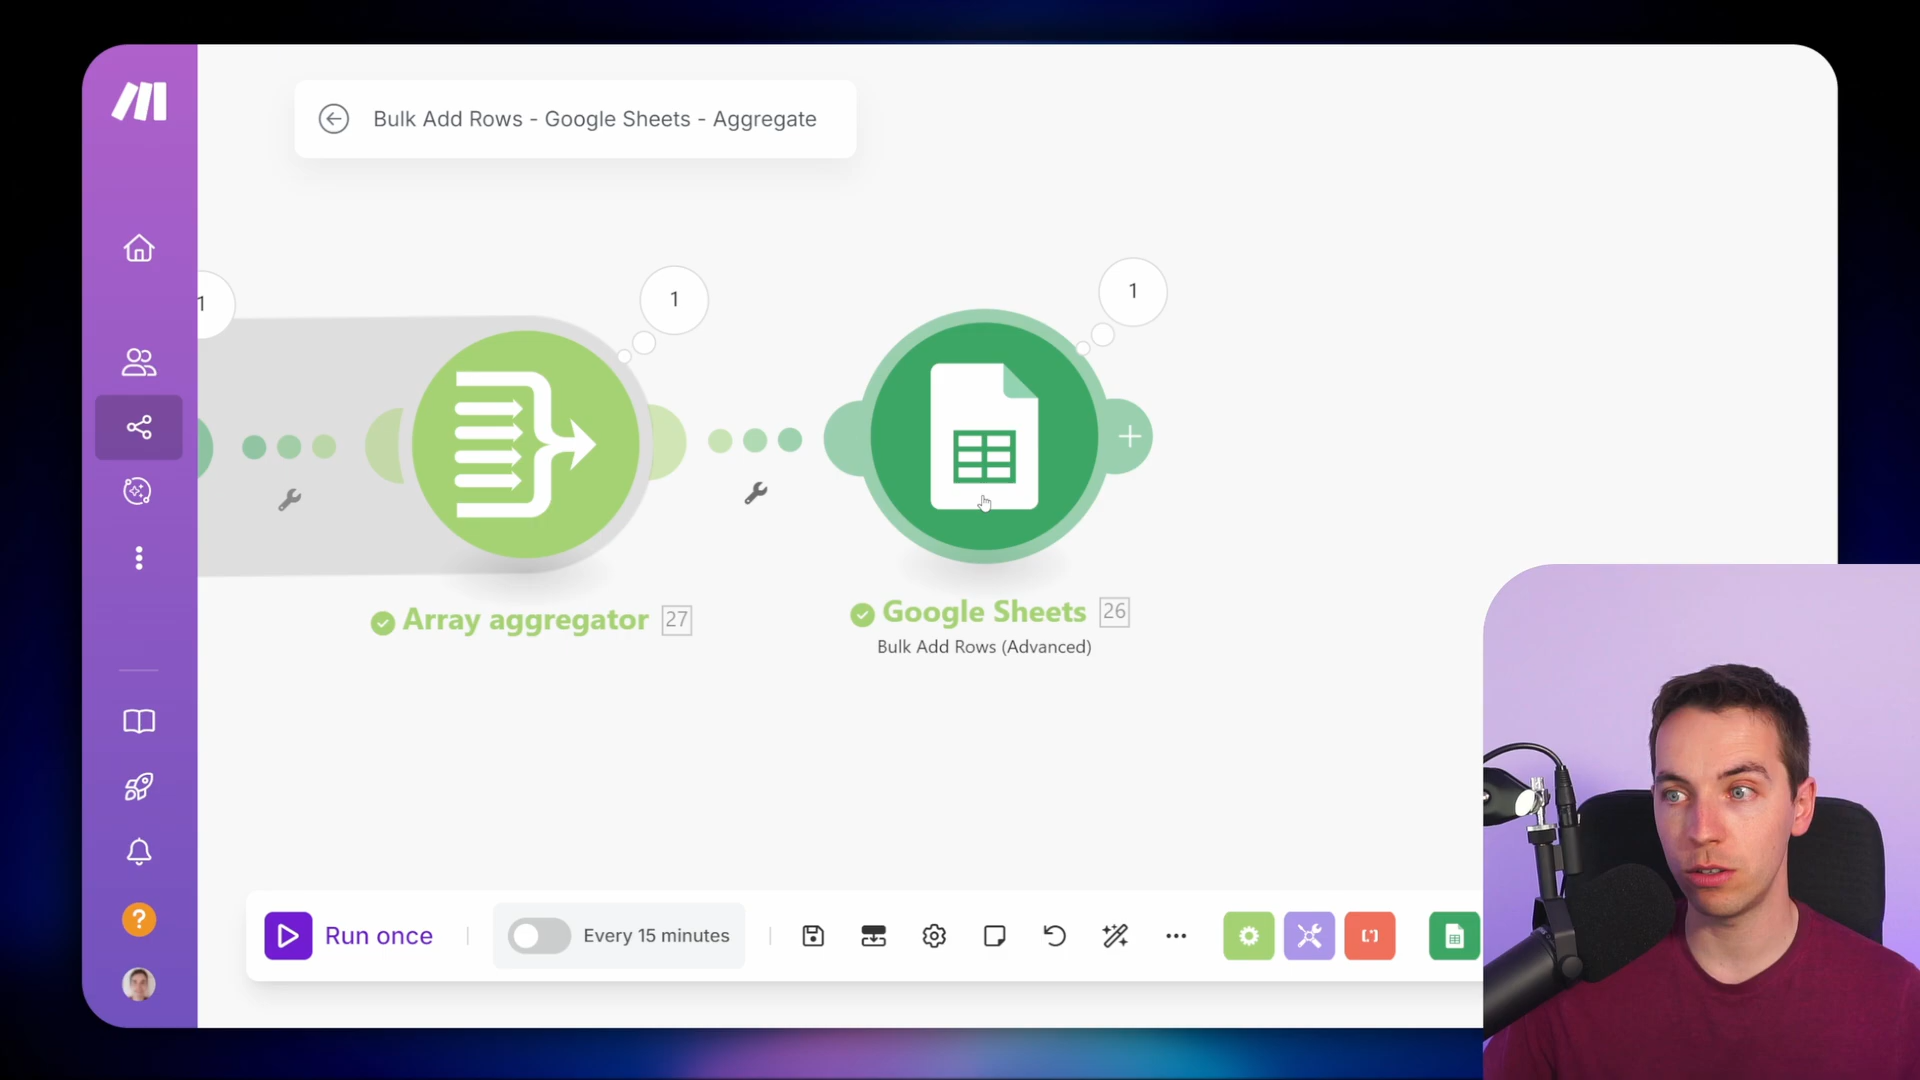 Bulk Add Rows - Google Sheets - Aggregate
1
1
1
Array aggregator 27
Google Sheets 26
Bulk Add Rows (Advanced)
?
Run once
Every 15 minutes